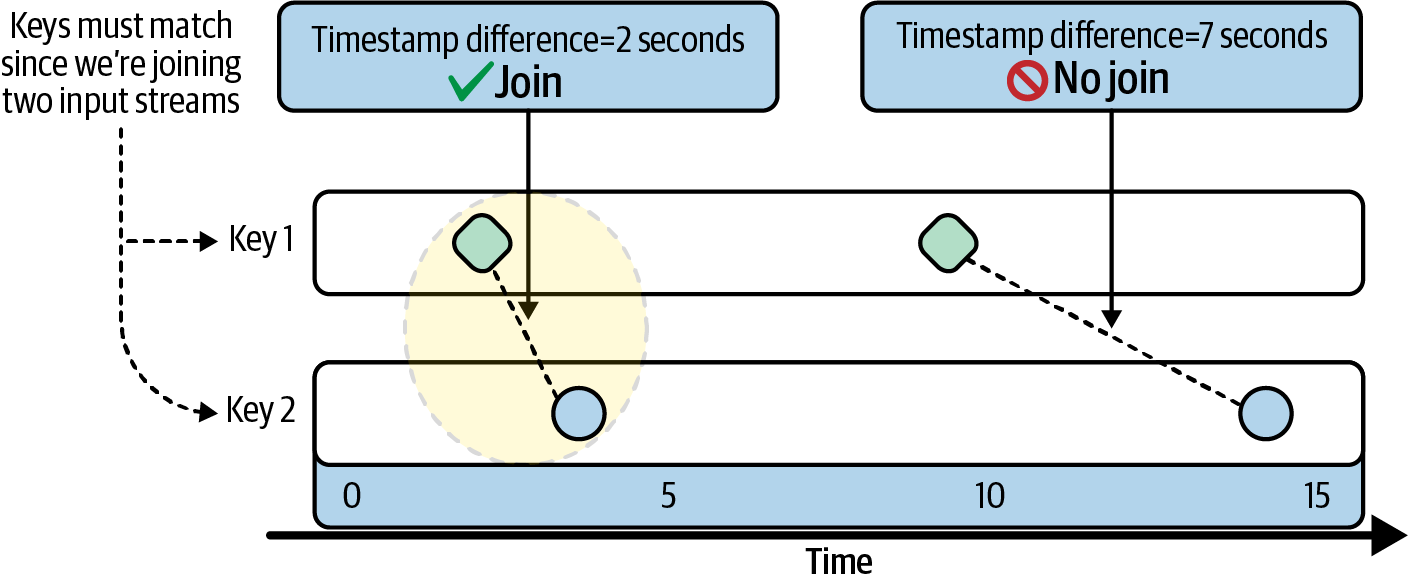 Keys must match
since we're joining
two input streams
Timestamp difference=2 seconds
Join
Timestamp difference=7 seconds
No join
Key 1
Key 2
0 5 10 15
Time